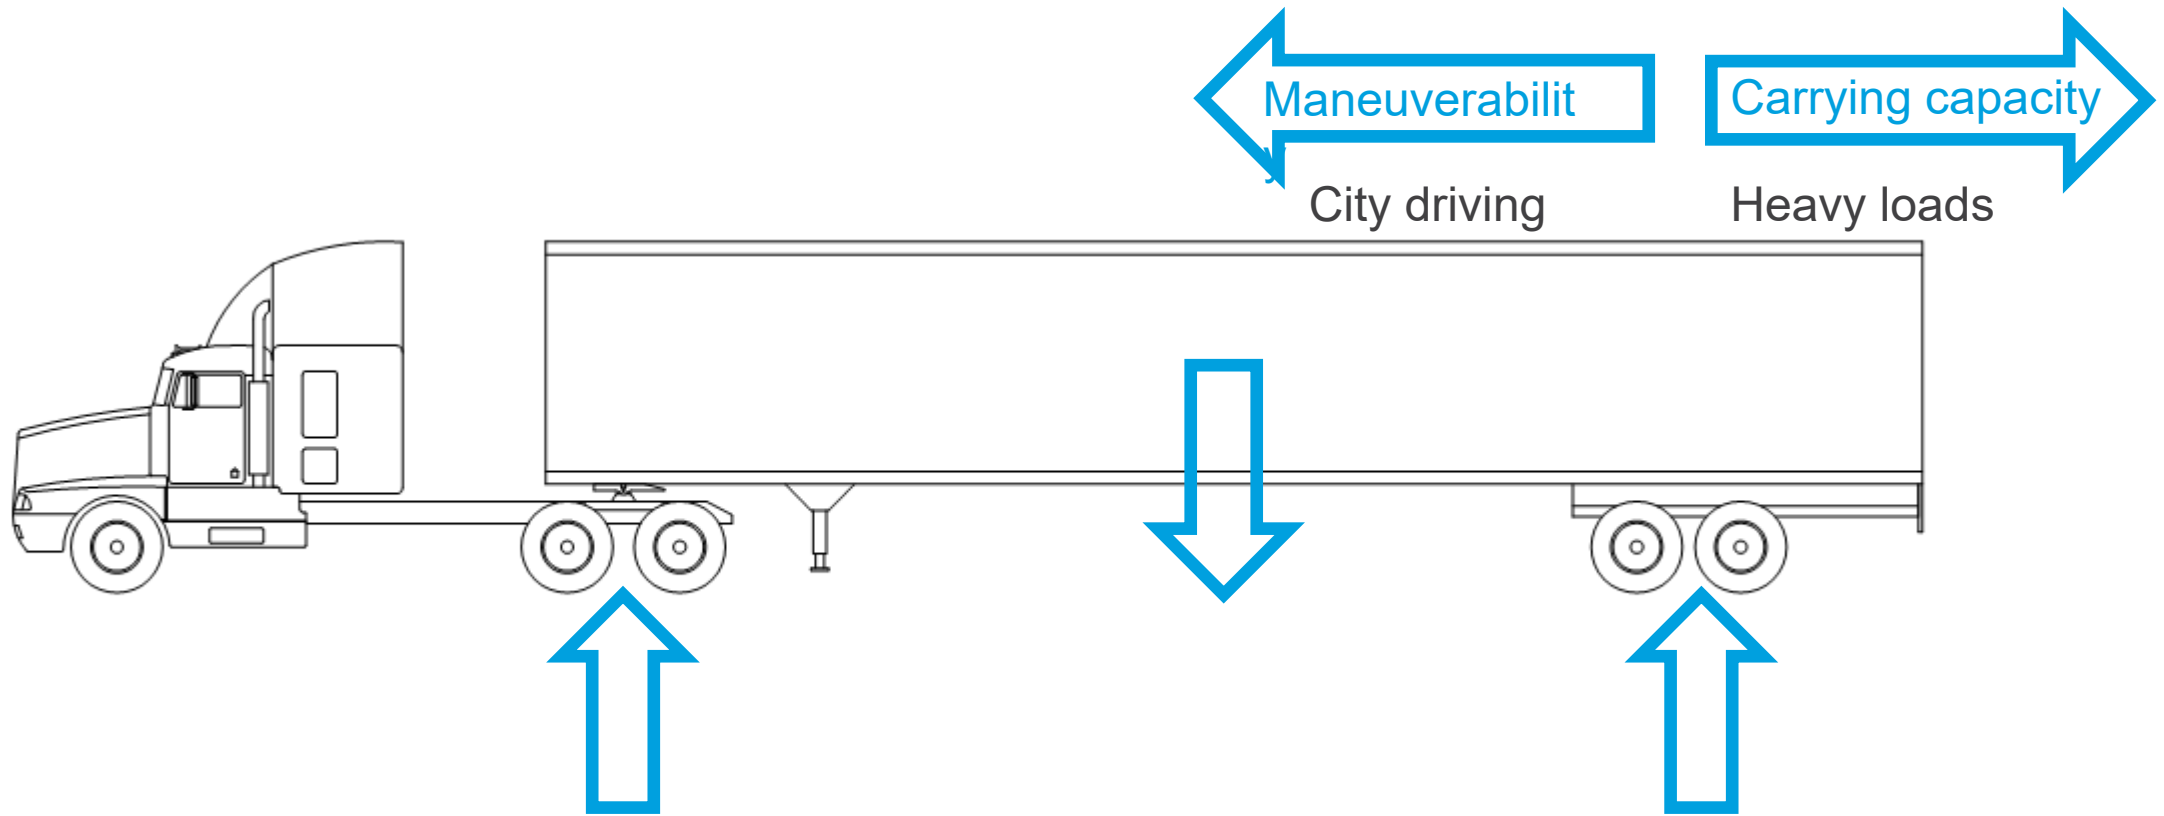 Maneuverabilit
y
Carrying capacity
City driving
Heavy loads